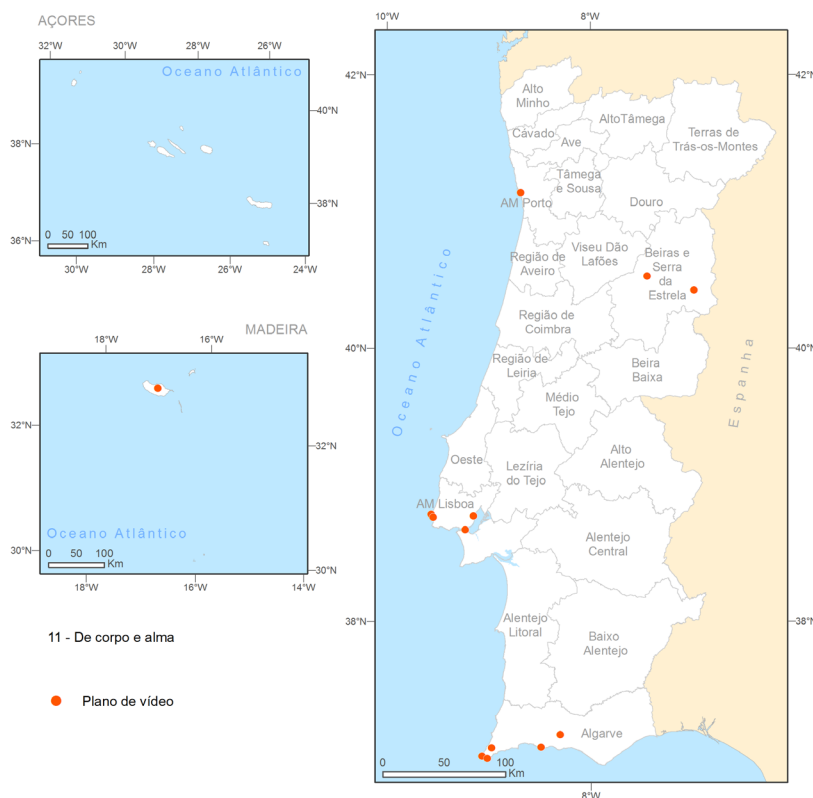 AÇORES
32°W 30°W 28°W 26°W
Oceano Atlântico
40°N
38°N
38°N
36°N
0 50 100
Km
30°W 28°W 26°W 24°W
MADEIRA
18°W 16°W
32°N
32°N
Oceano Atlântico
30°N
30°N
0 50 100
Km
18°W 16°W 14°W
11 - De corpo e alma
Plano de vídeo
10°W 8°W
42°N
42°N
Alto
Minho
AltoTâmega
Terras de
Trás-os-Montes
Cávado
Ave
Tâmega
e Sousa
AM Porto
Douro
Viseu Dão
Lafões
Beiras e
Serra
da
Estrela
Região de
Aveiro
Região de
Coimbra
Oceano Atlântico
Espanha
40°N
40°N
Região de
Leiria
Beira
Baixa
Médio
Tejo
Oeste
Lezíria
do Tejo
Alto
Alentejo
AM Lisboa
Alentejo
Central
38°N
38°N
Alentejo
Litoral
Baixo
Alentejo
Algarve
0 50 100
Km
8°W